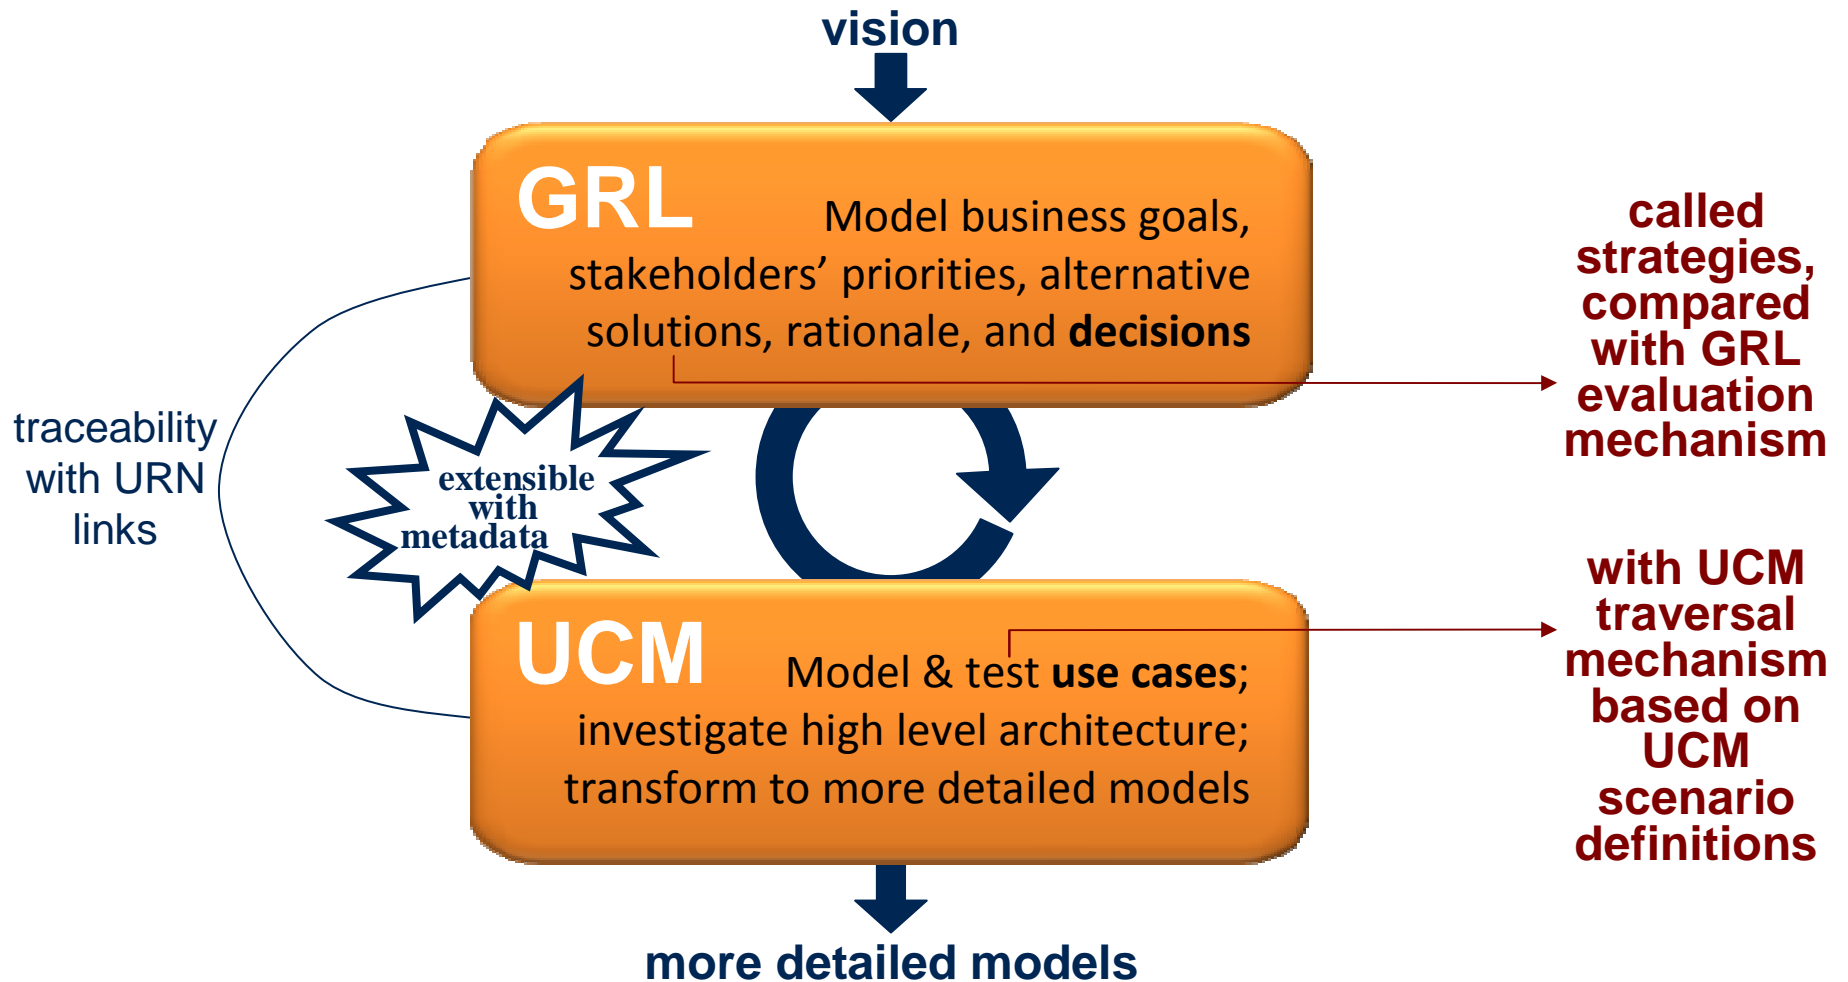 vision
GRL
Model business goals,
stakeholders’ priorities, alternative
solutions, rationale, and decisions
called
strategies,
compared
with GRL
evaluation
mechanism
traceability
with URN
links
extensible
with
metadata
UCM
Model & test use cases;
investigate high level architecture;
transform to more detailed models
with UCM
traversal
mechanism
based on
UCM
scenario
definitions
more detailed models